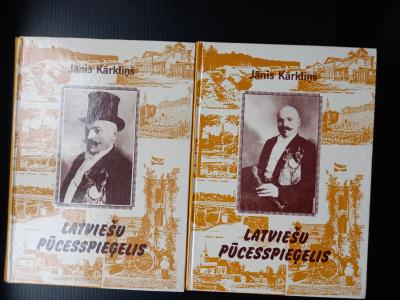 Jānis Kārkliņš
LATVIEŠU
PŪCESSPIEĢELIS
Jānis Kārkliņš
LATVIEŠU
PŪCESSPIEĢELIS